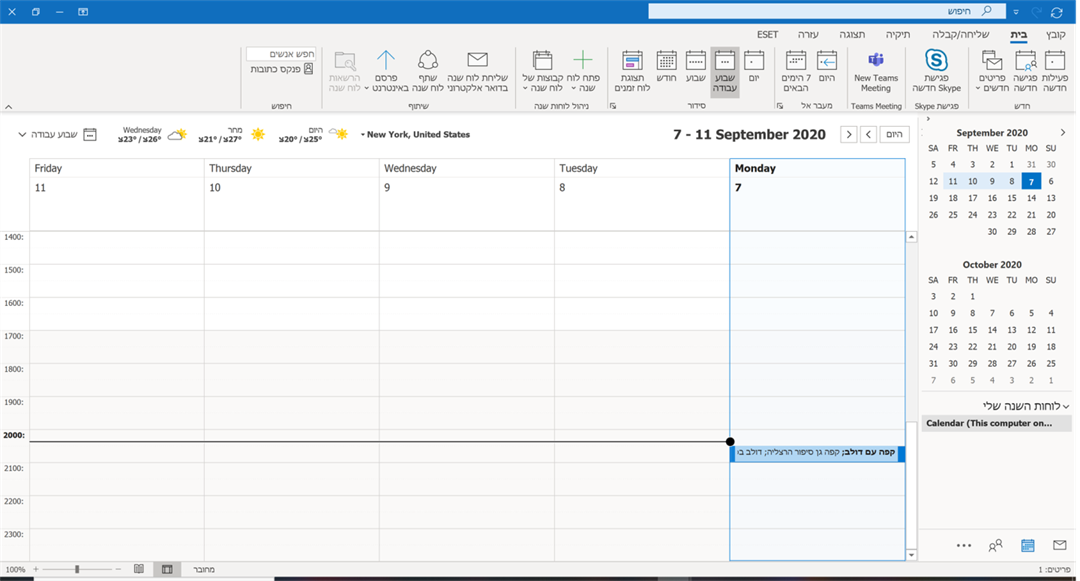 חיפוש
קובץ
בית
שליחה/קבלה
תיקיה
תצוגה
עזרה
ESET
פעילות חדשה
פגישה חדשה
פריטים חדשים
חדש
פגישת Skype חדשה
פגישת Skype
New Teams Meeting
Teams Meeting
היום
7 הימים הבאים
מעבר אל
יום
שבוע עבודה
שבוע
חודש
תצוגת לוח זמנים
סידור
פתח לוח שנה
קבוצות של לוח שנה
ניהול לוחות שנה
שליחת לוח שנה בדואר אלקטרוני
שתף לוח שנה
פרסם באינטרנט
הרשאות לוח שנה
שיתוף
חפש אנשים
פנקס כתובות
חיפוש
היום
7 - 11 September 2020
New York, United States
היום
25°צ / 20°צ
מחר
27°צ / 21°צ
Wednesday
26°צ / 23°צ
שבוע עבודה
Monday
Tuesday
Wednesday
Thursday
Friday
7
8
9
10
11
1400:
1500:
1600:
1700:
1800:
1900:
2000:
2100:
2200:
2300:
קפה עם דולב; קפה גן סיפור הרצליה; דולב בו
September 2020
SA FR TH WE TU MO SU
5 4 3 2 1 31 30
12 11 10 9 8 7 6
19 18 17 16 15 14 13
26 25 24 23 22 21 20
30 29 28 27
October 2020
SA FR TH WE TU MO SU
3 2 1
10 9 8 7 6 5 4
17 16 15 14 13 12 11
24 23 22 21 20 19 18
31 30 29 28 27 26 25
7 6 5 4 3 2 1
לוחות השנה שלי
Calendar (This computer on...
פריטים: 1
מחובר
100%